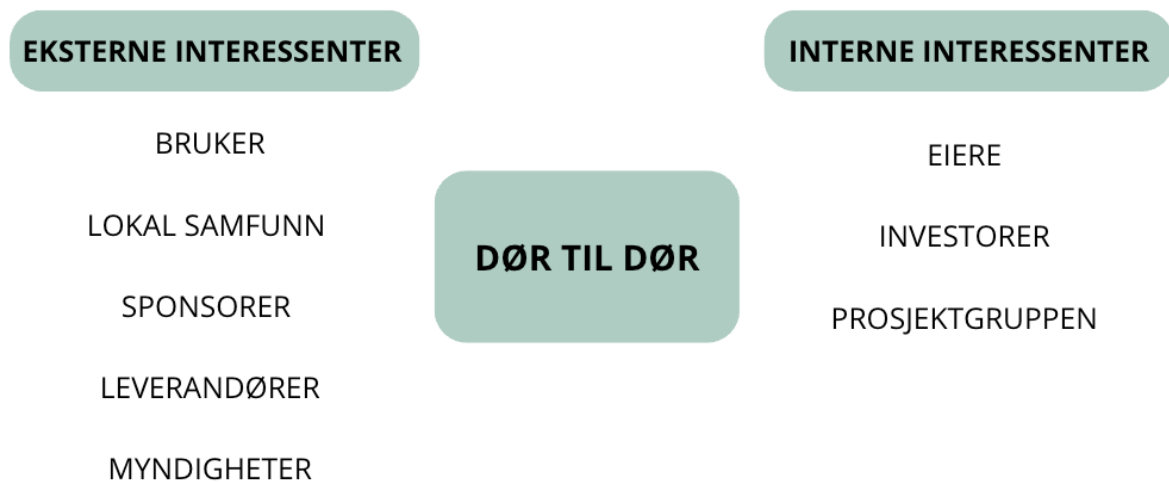 EKSTERNE INTERESSENTER
BRUKER
LOKAL SAMFUNN
SPONSORER
LEVERANDØRER
MYNDIGHETER
DØR TIL DØR
INTERNE INTERESSENTER
EIERE
INVESTORER
PROSJEKTGRUPPEN